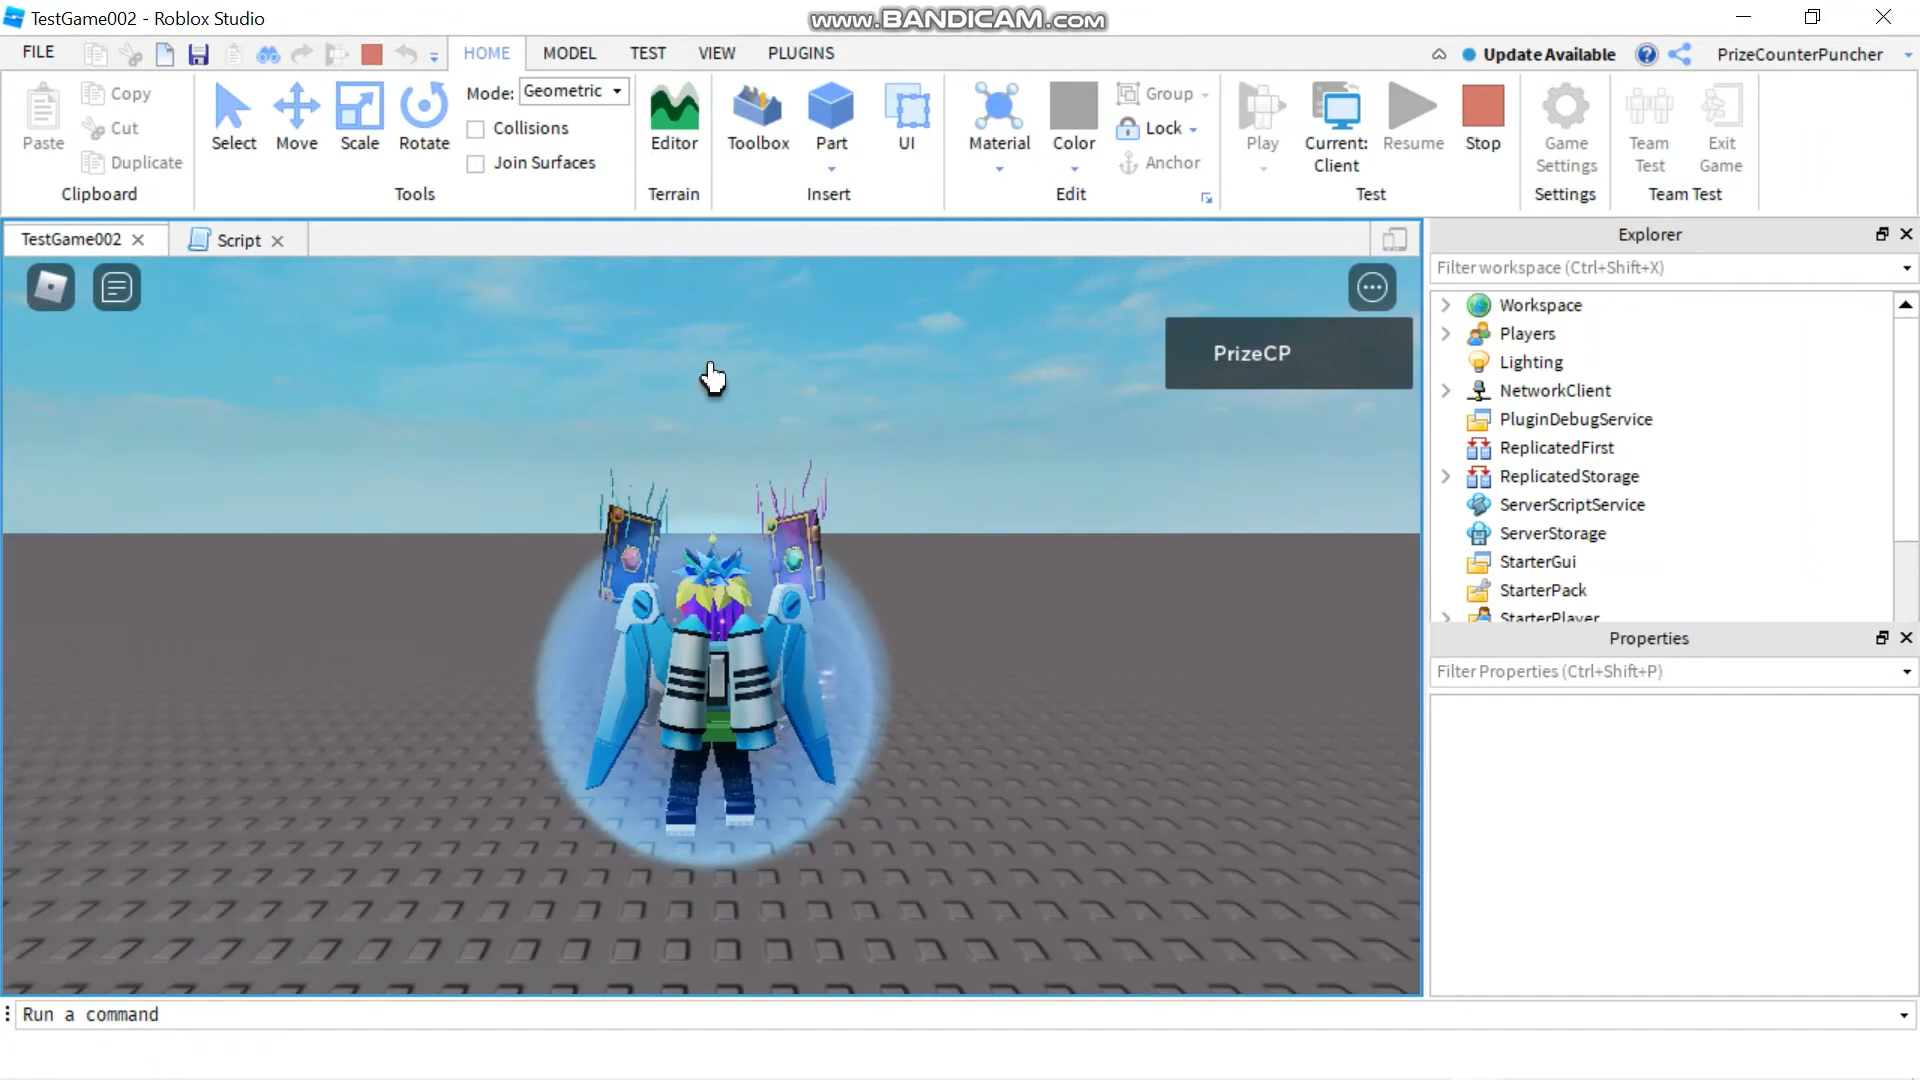 TestGame002 - Roblox Studio
www.BANDICAM.com
FILE
HOME
MODEL
TEST
VIEW
PLUGINS
Update Available
PrizeCounterPuncher
Paste
Copy
Cut
Duplicate
Clipboard
Select
Move
Scale
Rotate
Mode:
Geometric
Collisions
Join Surfaces
Tools
Editor
Terrain
Toolbox
Part
UI
Insert
Material
Color
Group
Lock
Anchor
Edit
Play
Current:
Client
Resume
Stop
Test
Game
Settings
Settings
Team
Test
Exit
Game
Team Test
TestGame002
Script
PrizeCP
Explorer
Filter workspace (Ctrl+Shift+X)
Workspace
Players
Lighting
NetworkClient
PluginDebugService
ReplicatedFirst
ReplicatedStorage
ServerScriptService
ServerStorage
StarterGui
StarterPack
StarterPlayer
Properties
Filter Properties (Ctrl+Shift+P)
Run a command